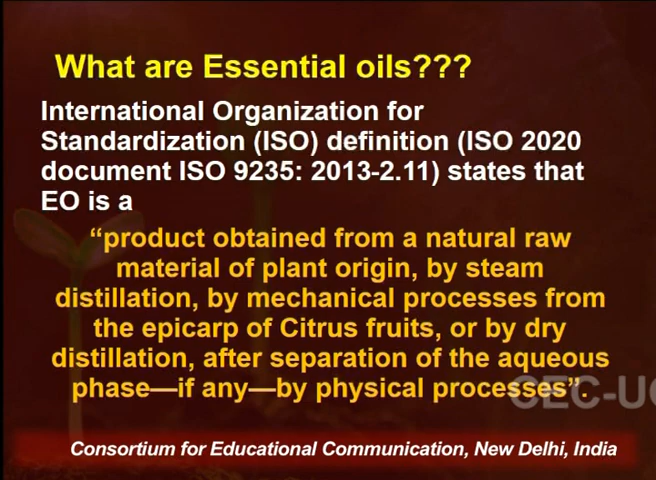 What are Essential oils???
International Organization for
Standardization (ISO) definition (ISO 2020
document ISO 9235: 2013-2.11) states that
EO is a
“product obtained from a natural raw
material of plant origin, by steam
distillation, by mechanical processes from
the epicarp of Citrus fruits, or by dry
distillation, after separation of the aqueous
phase—if any—by physical processes”.
CEC-UG
Consortium for Educational Communication, New Delhi, India